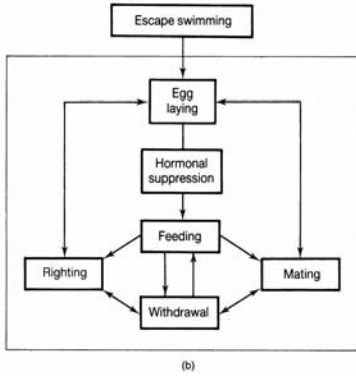 Escape swimming
Egg
laying
Hormonal
suppression
Feeding
Righting
Mating
Withdrawal
(b)